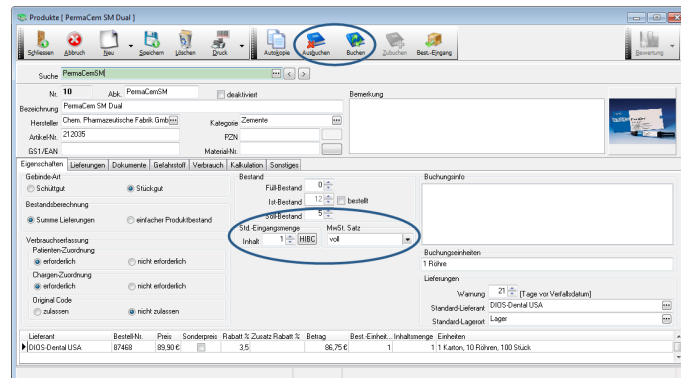 Produkte [ PermaCem SM Dual ]
Schliessen Abbruch Neu Speichern Löschen Druck Autokopie Ausbuchen Buchen Zubuchen Best.-Eingang Bewertung
Suche PermaCemSM
Nr. 10 Abk. PermaCemSM deaktiviert Bemerkung
Bezeichnung PermaCem SM Dual
Hersteller Chem. Pharmazeutische Fabrik Gmb Kategorie Zemente
Artikel-Nr. 212035 PZN
GS1/EAN Material-Nr.
Eigenschaften Lieferungen Dokumente Gefahrstoff Verbrauch Kalkulation Sonstiges
Gebinde-Art Bestand Buchungsinfo
Schüttgut Stückgut Füll-Bestand 0
Ist-Bestand 12 bestellt
Bestandsberechnung Soll-Bestand 5
Summe Lieferungen einfacher Produktbestand
Std.-Eingangsmenge MwSt. Satz
Inhalt 1 HIBC voll
Verbrauchserfassung
Patienten-Zuordnung Buchungseinheiten
erforderlich nicht erforderlich 1 Röhre
Chargen-Zuordnung Lieferungen
erforderlich nicht erforderlich Warnung 21 [Tage vor Verfallsdatum]
Original Code Standard-Lieferant DIOS-Dental USA
zulassen nicht zulassen Standard-Lagerort Lager
Lieferant Bestell-Nr. Preis Sonderpreis Rabatt % Zusatz Rabatt % Betrag Best.-Einheit... Inhaltsmenge Einheiten
DIOS-Dental USA 87468 89,90 € 3,5 86,75 € 1 1 1 Karton, 10 Röhren, 100 Stück